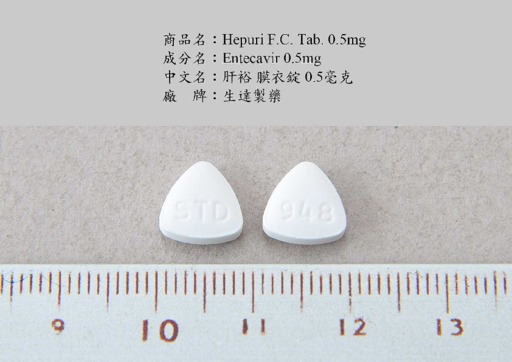 商品名：Hepuri F.C. Tab. 0.5mg
成分名：Entecavir 0.5mg
中文名：肝裕 膜衣錠 0.5毫克
廠　牌：生達製藥
STD 948
9 10 11 12 13